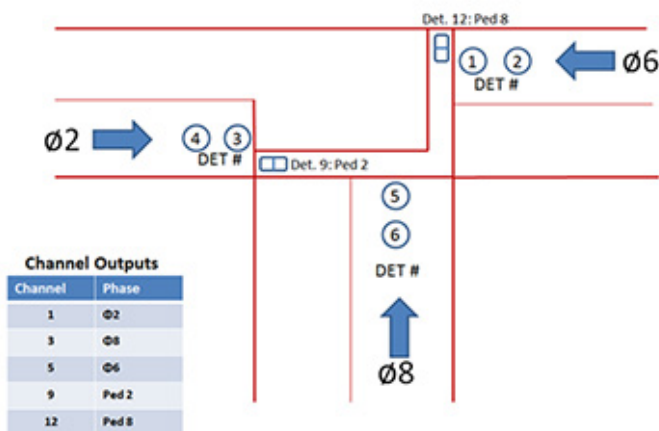 Det. 12: Ped 8
1 2
DET #
Ø6
Ø2
4 3
DET #
Det. 9: Ped 2
5
6
DET #
Ø8
Channel Outputs
Channel Phase
1 Φ2
3 Φ8
5 Φ6
9 Ped 2
12 Ped 8